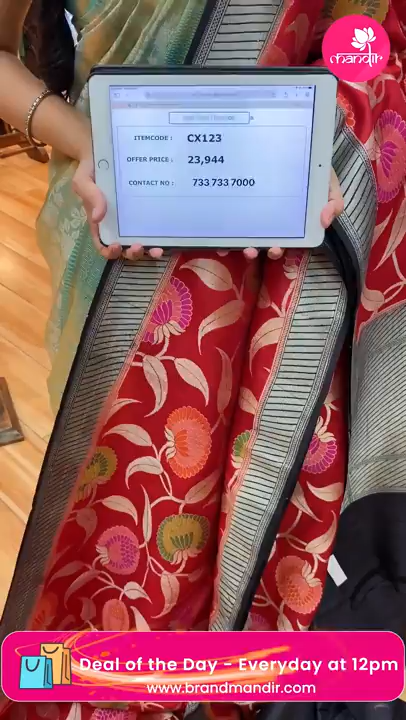 mandir
ITEMCODE : CX123
OFFER PRICE : 23,944
CONTACT NO : 733 733 7000
Deal of the Day - Everyday at 12pm
www.brandmandir.com